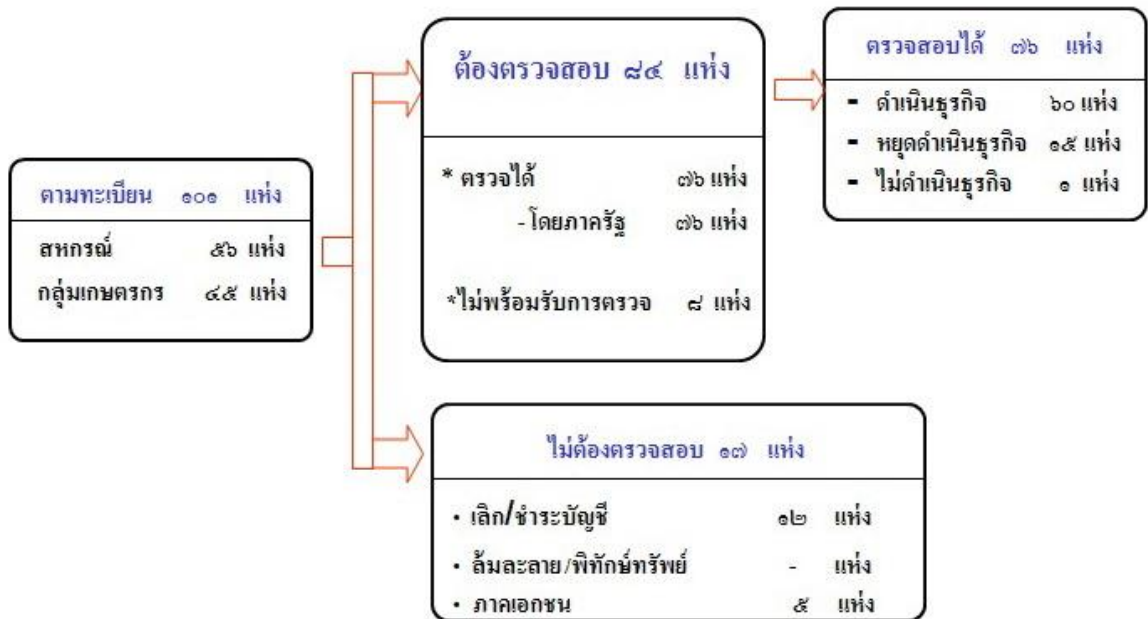 ตามทะเบียน ๑๐๑ แห่ง
สหกรณ์ ๕๖ แห่ง
กลุ่มเกษตรกร ๔๕ แห่ง
ต้องตรวจสอบ ๘๔ แห่ง
* ตรวจได้ ๗๖ แห่ง
- โดยภาครัฐ ๗๖ แห่ง
*ไม่พร้อมรับการตรวจ ๘ แห่ง
ตรวจสอบได้ ๗๖ แห่ง
- ดำเนินธุรกิจ ๖๐ แห่ง
- หยุดดำเนินธุรกิจ ๑๕ แห่ง
- ไม่ดำเนินธุรกิจ ๑ แห่ง
ไม่ต้องตรวจสอบ ๑๗ แห่ง
• เลิก/ชำระบัญชี ๑๒ แห่ง
• ล้มละลาย/พิทักษ์ทรัพย์ - แห่ง
• ภาคเอกชน ๕ แห่ง